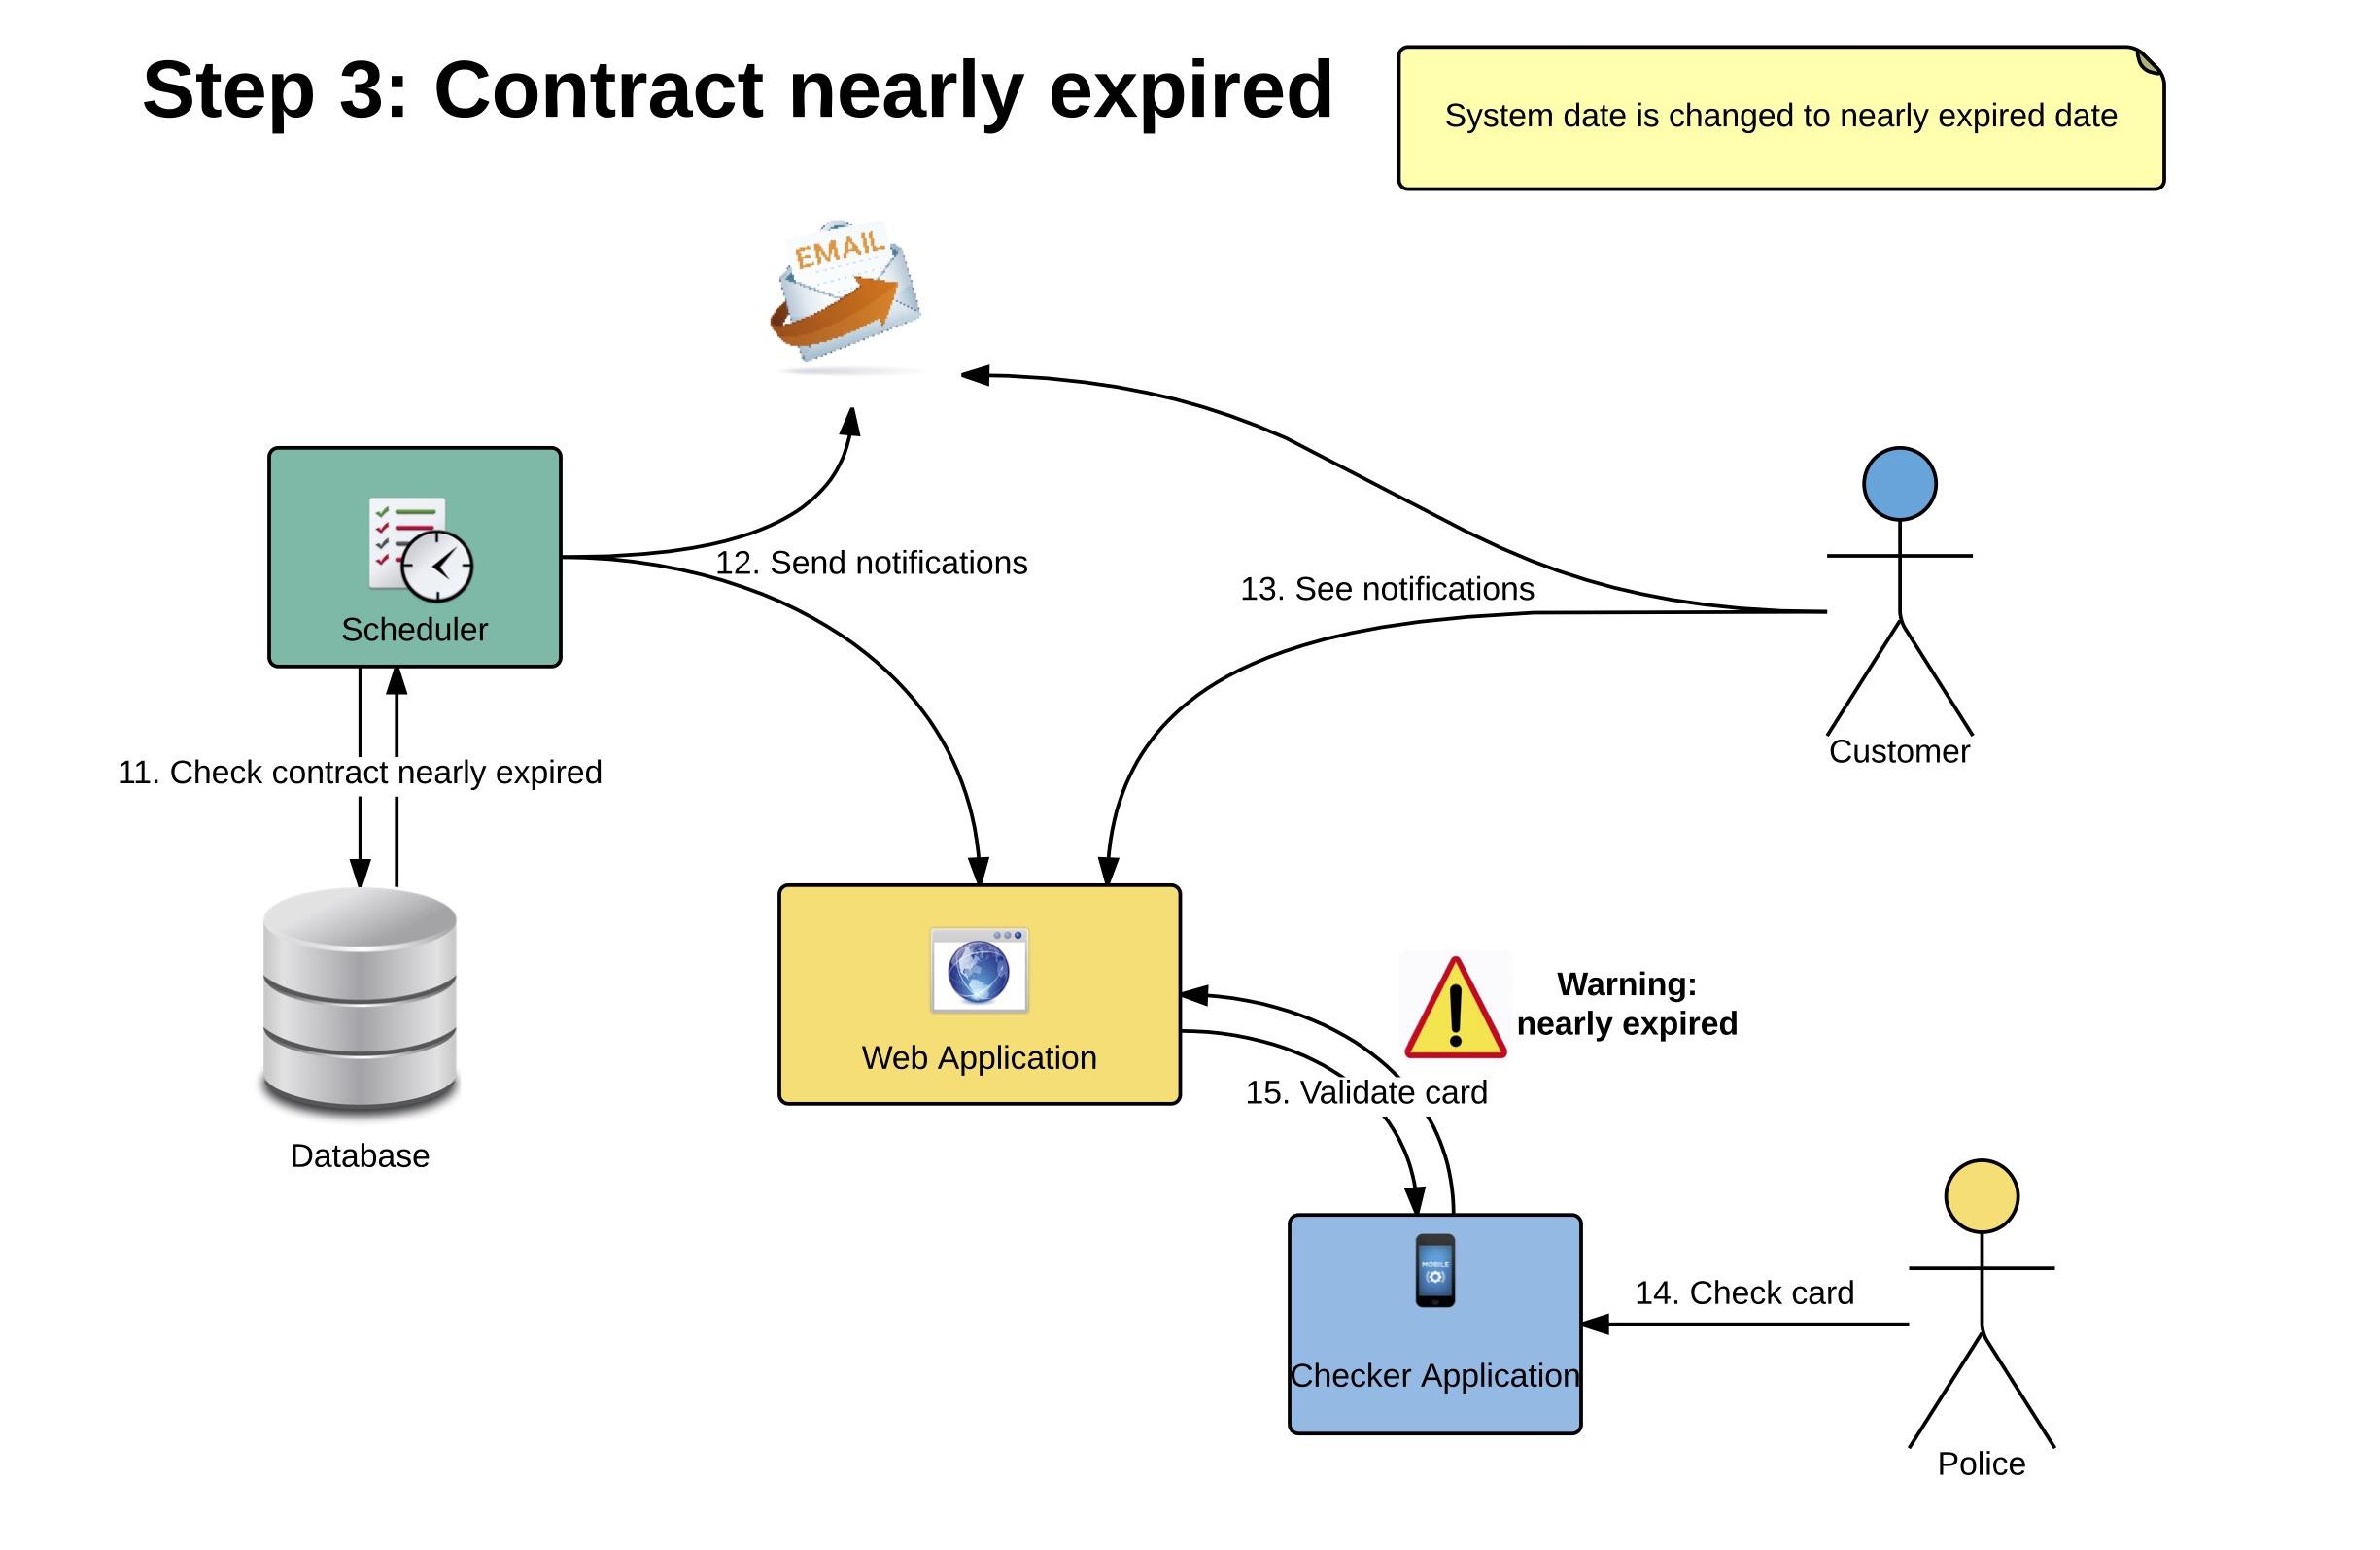 Step 3: Contract nearly expired
System date is changed to nearly expired date
EMAIL
12. Send notifications
13. See notifications
Scheduler
Customer
11. Check contract nearly expired
Warning:
nearly expired
Web Application
15. Validate card
Database
MOBILE
14. Check card
Checker Application
Police